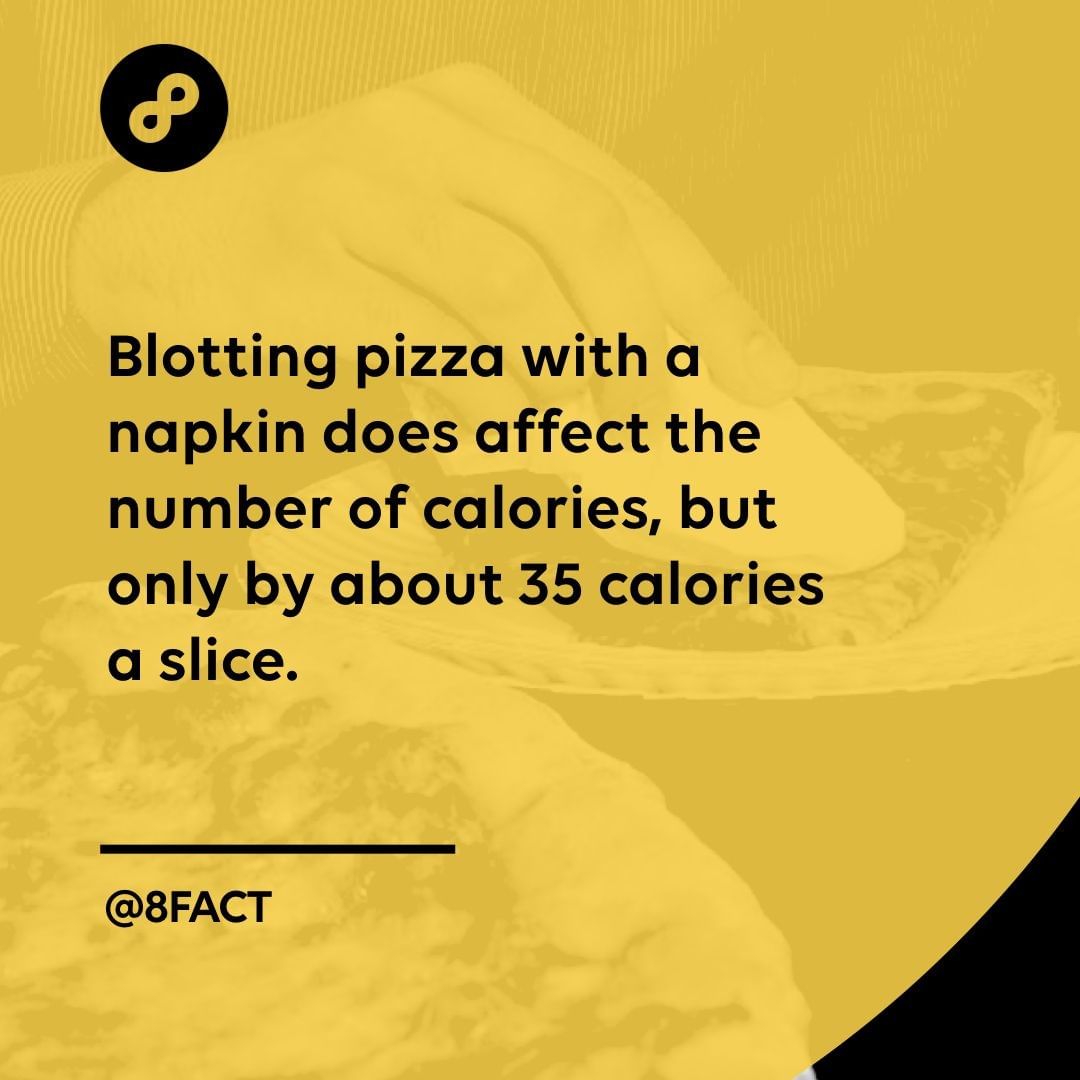 Blotting pizza with a
napkin does affect the
number of calories, but
only by about 35 calories
a slice.
@8FACT